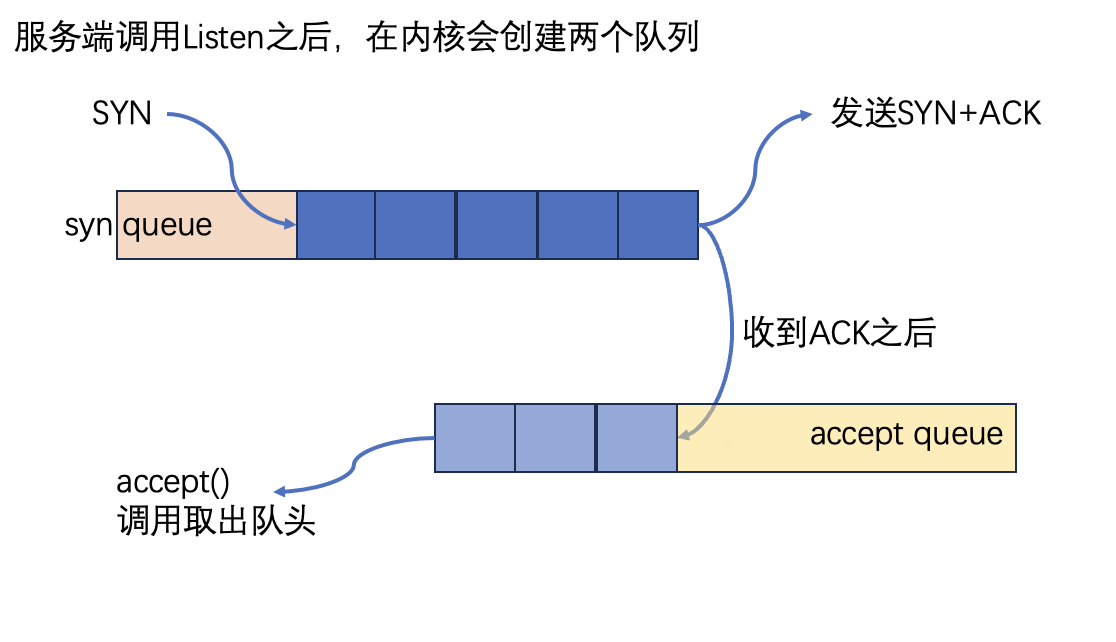 服务端调用Listen之后，在内核会创建两个队列
SYN
发送SYN+ACK
syn queue
收到ACK之后
accept queue
accept()
调用取出队头